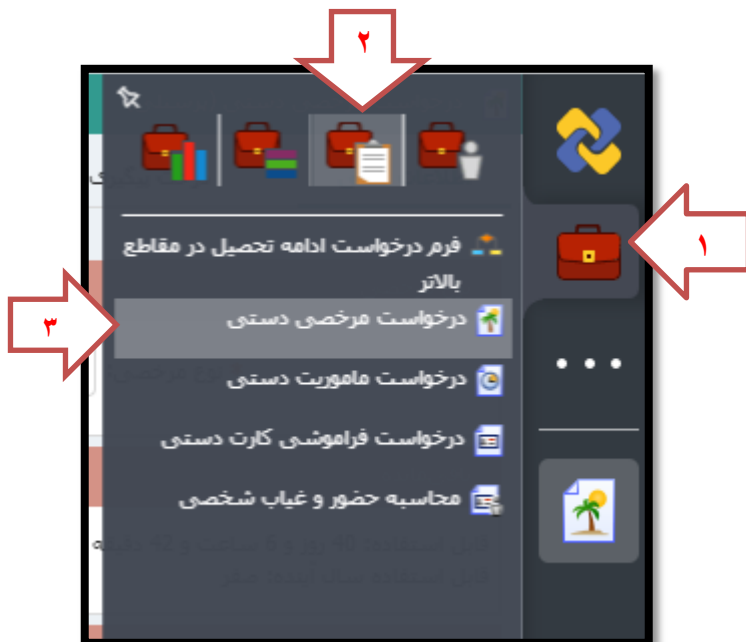 ۲
۱
فرم درخواست ادامه تحصیل در مقاطع
بالاتر
۳
درخواست مرخصی دستی
درخواست ماموریت دستی
درخواست فراموشی کارت دستی
محاسبه حضور و غیاب شخصی